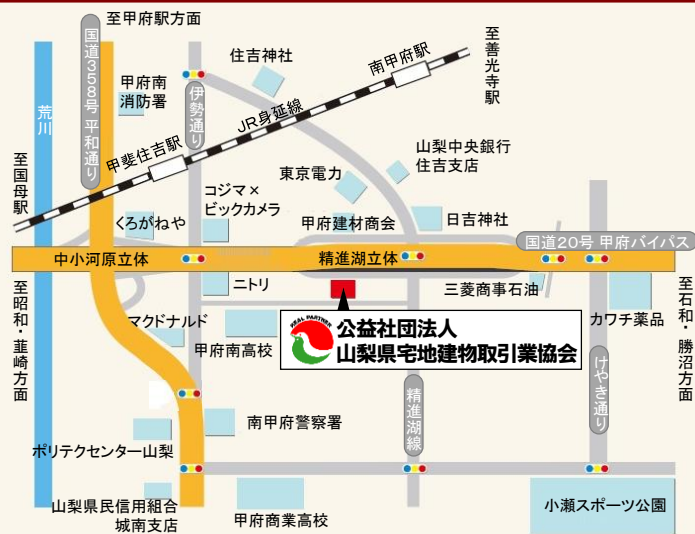 至甲府駅方面
国道358号 平和通り
荒川
甲府南
消防署
伊勢通り
住吉神社
南甲府駅
至善光寺駅
JR身延線
甲斐住吉駅
至国母駅
東京電力
山梨中央銀行
住吉支店
コジマ×
ビックカメラ
くろがねや
甲府建材商会
日吉神社
国道20号 甲府バイパス
中小河原立体
精進湖立体
ニトリ
三菱商事石油
至昭和・韮崎方面
至石和・勝沼方面
マクドナルド
甲府南高校
REAL PARTNER
公益社団法人
山梨県宅地建物取引業協会
カワチ薬品
けやき通り
精進湖線
南甲府警察署
ポリテクセンター山梨
山梨県民信用組合
城南支店
甲府商業高校
小瀬スポーツ公園